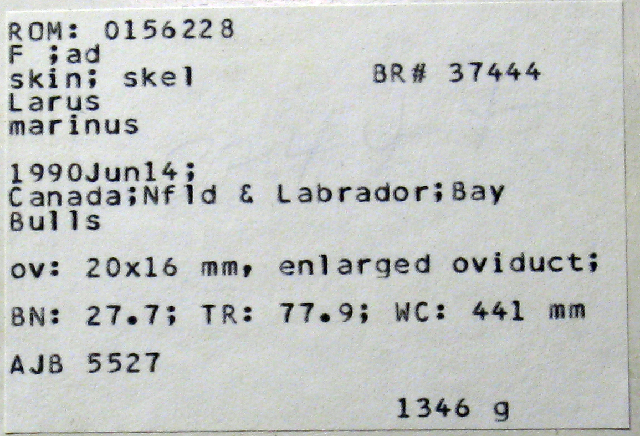 ROM: 0156228
F ;ad
skin; skel BR# 37444
Larus
marinus
1990Jun14;
Canada;Nfld & Labrador;Bay
Bulls
ov: 20x16 mm, enlarged oviduct;
BN: 27.7; TR: 77.9; WC: 441 mm
AJB 5527
1346 g